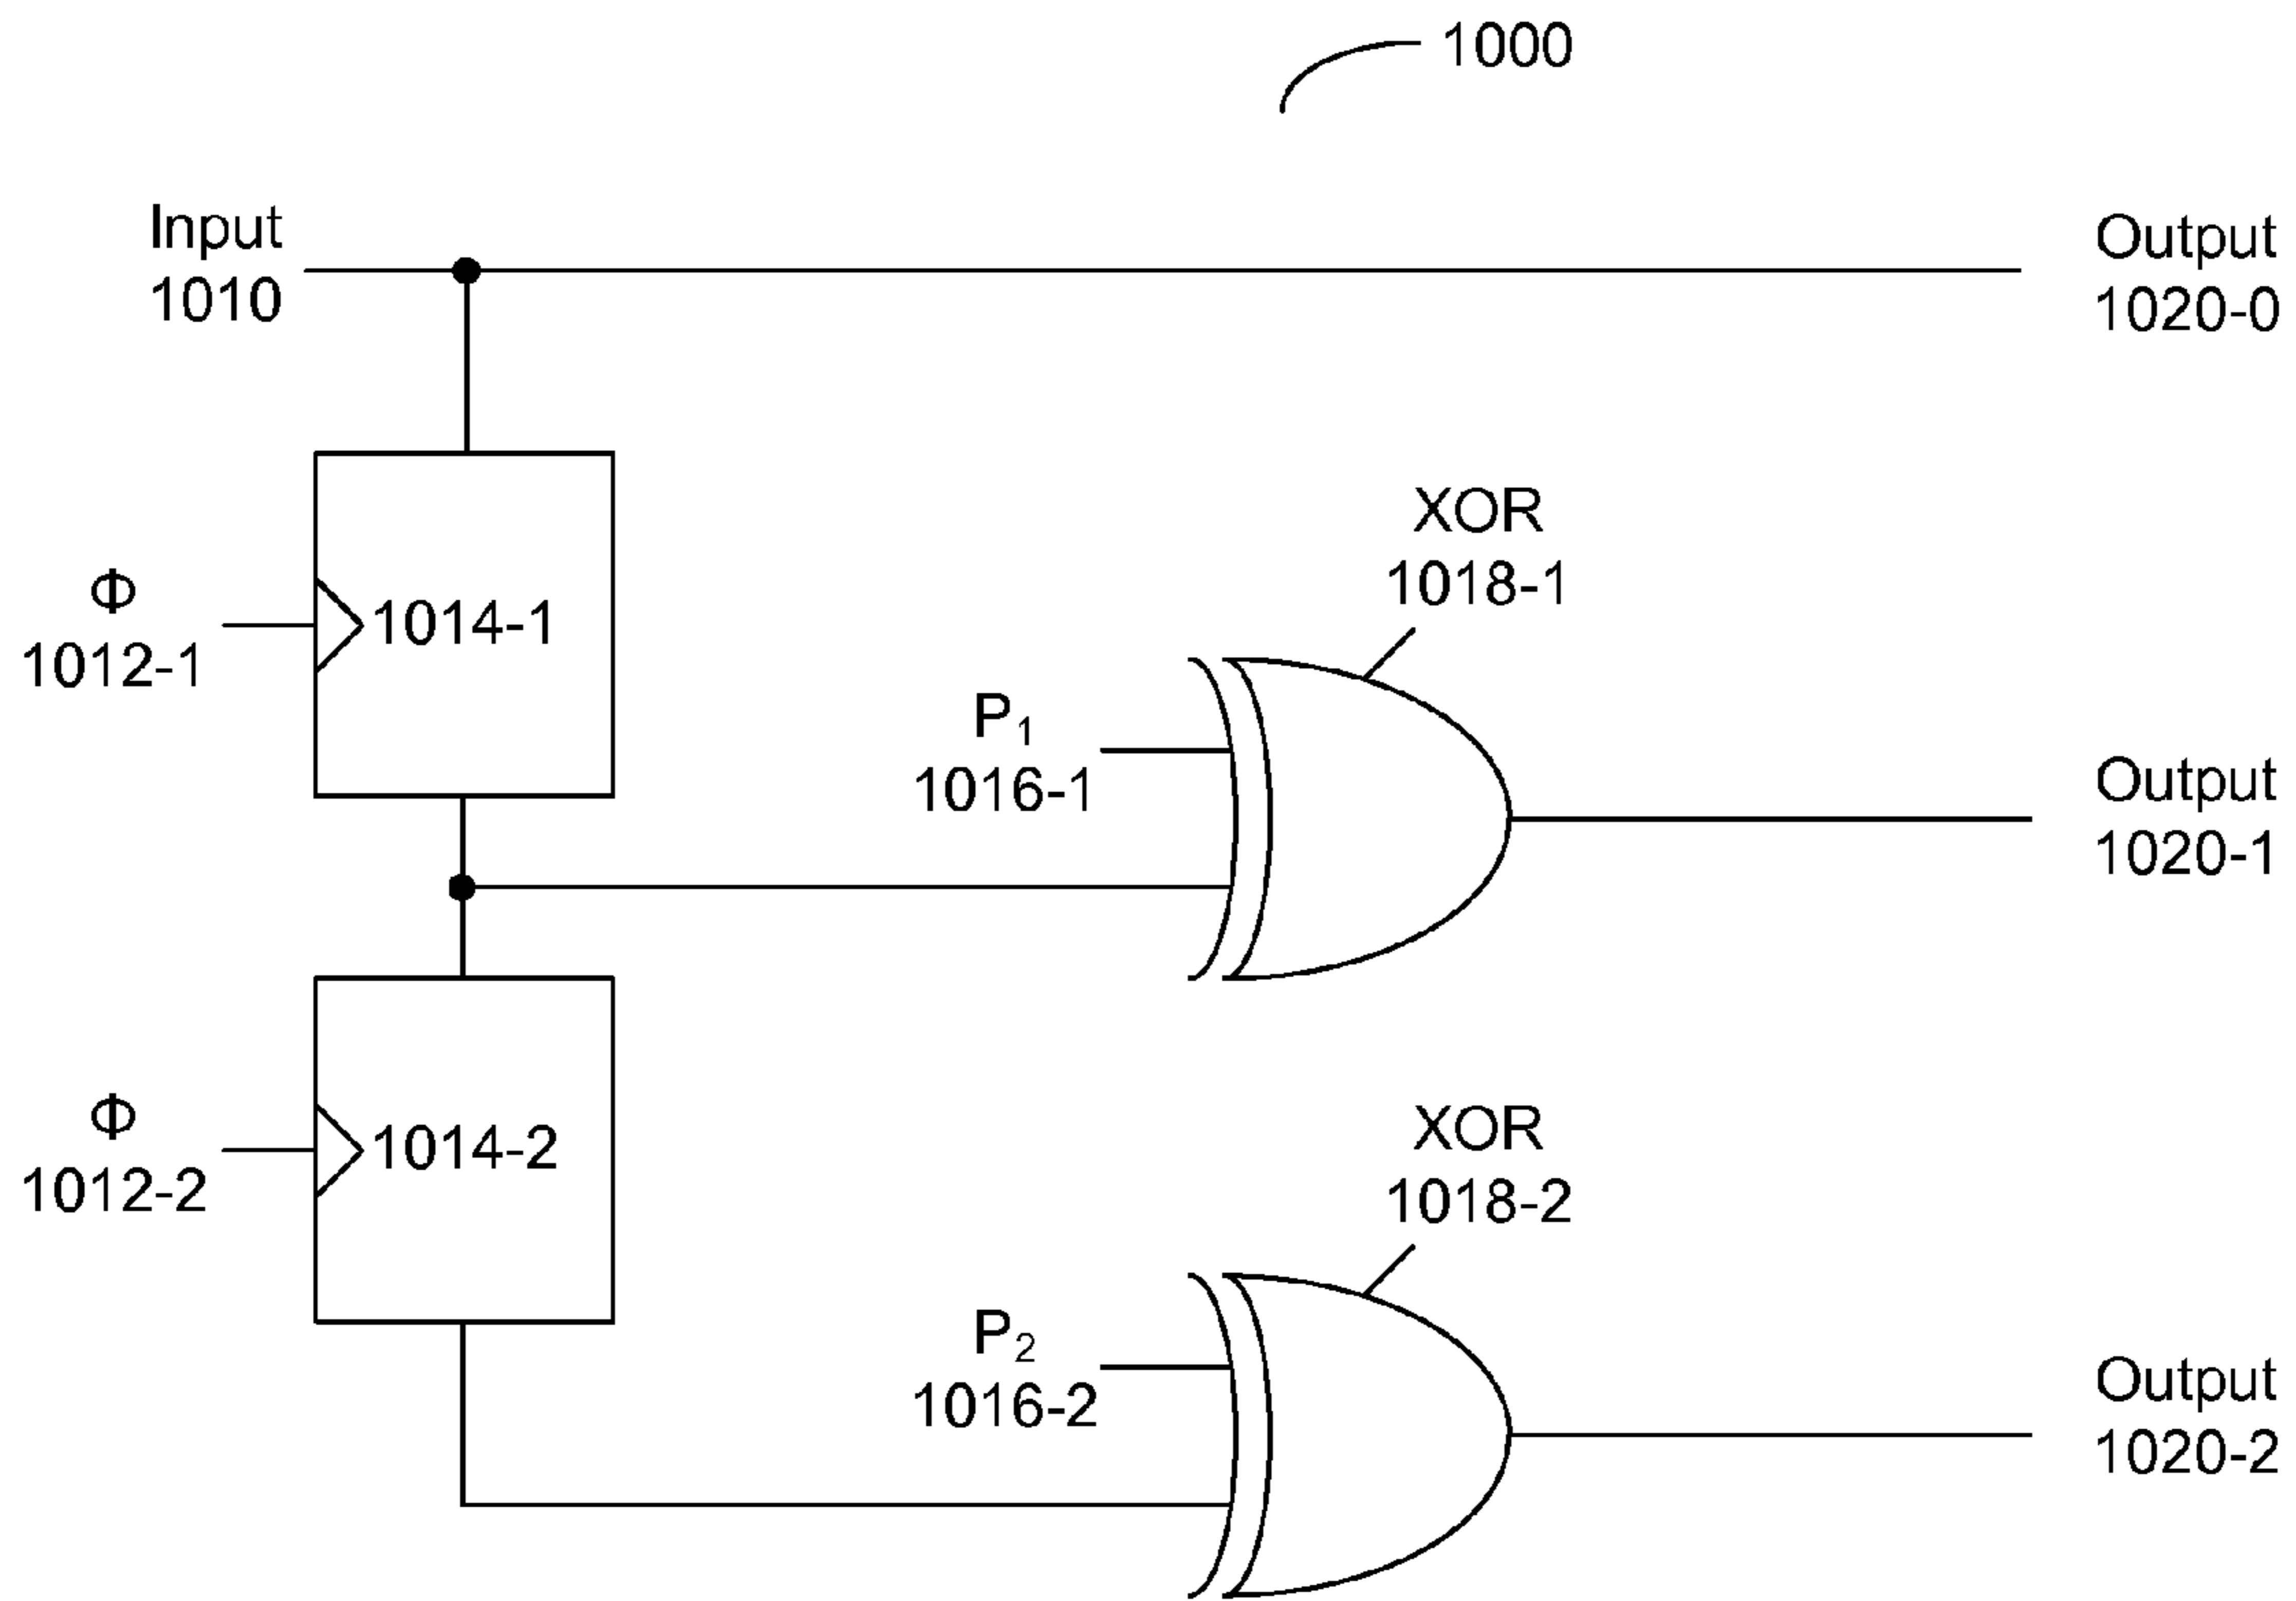 1000
Input
1010
Output
1020-0
Φ
1012-1
1014-1
XOR
1018-1
P₁
1016-1
Output
1020-1
Φ
1012-2
1014-2
XOR
1018-2
P₂
1016-2
Output
1020-2